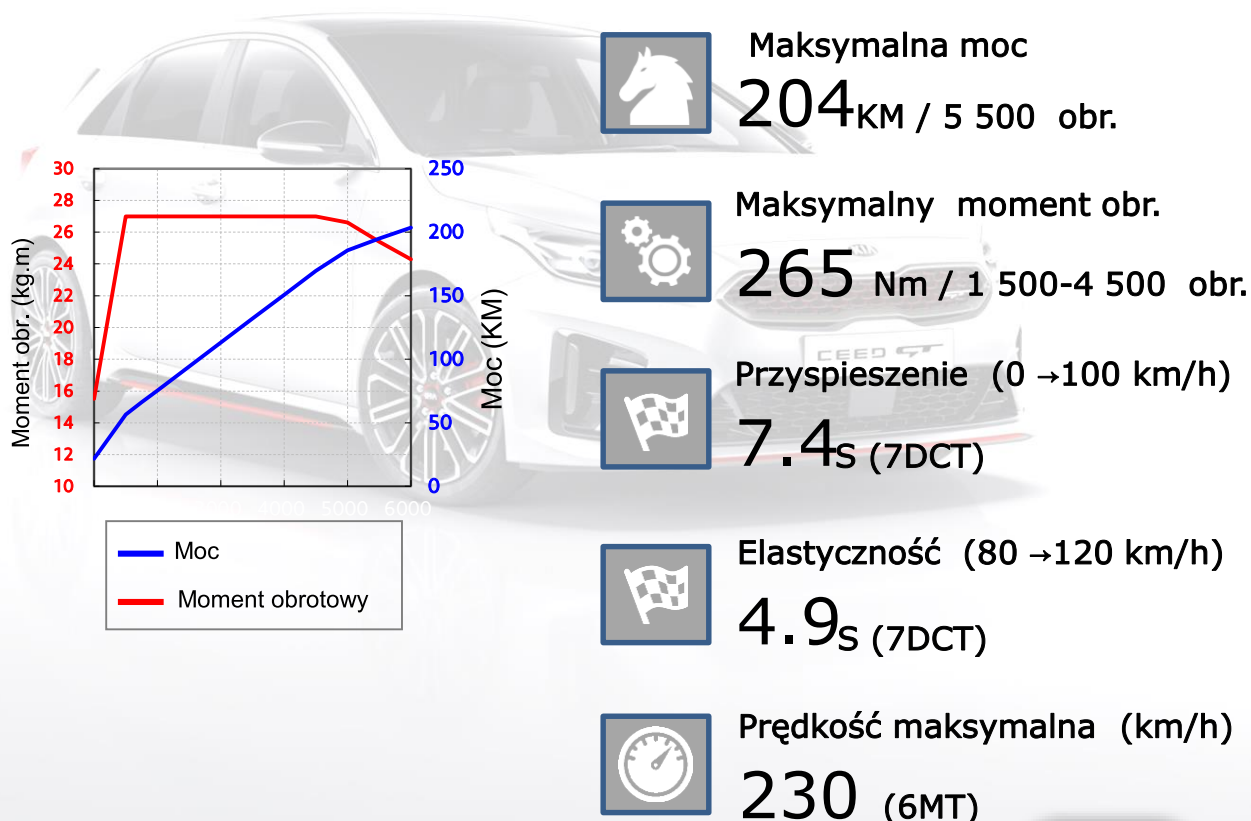 Maksymalna moc
204KM / 5 500 obr.
Maksymalny moment obr.
265 Nm / 1 500-4 500 obr.
Przyspieszenie (0 →100 km/h)
7.4S (7DCT)
Elastyczność (80 →120 km/h)
4.9S (7DCT)
Prędkość maksymalna (km/h)
230 (6MT)
Moment obr. (kg.m)
30
28
26
24
22
20
18
16
14
12
10
250
200
150
100
50
0
Moc (KM)
4000 5000 6000
Moc
Moment obrotowy
KIA
CEED GT